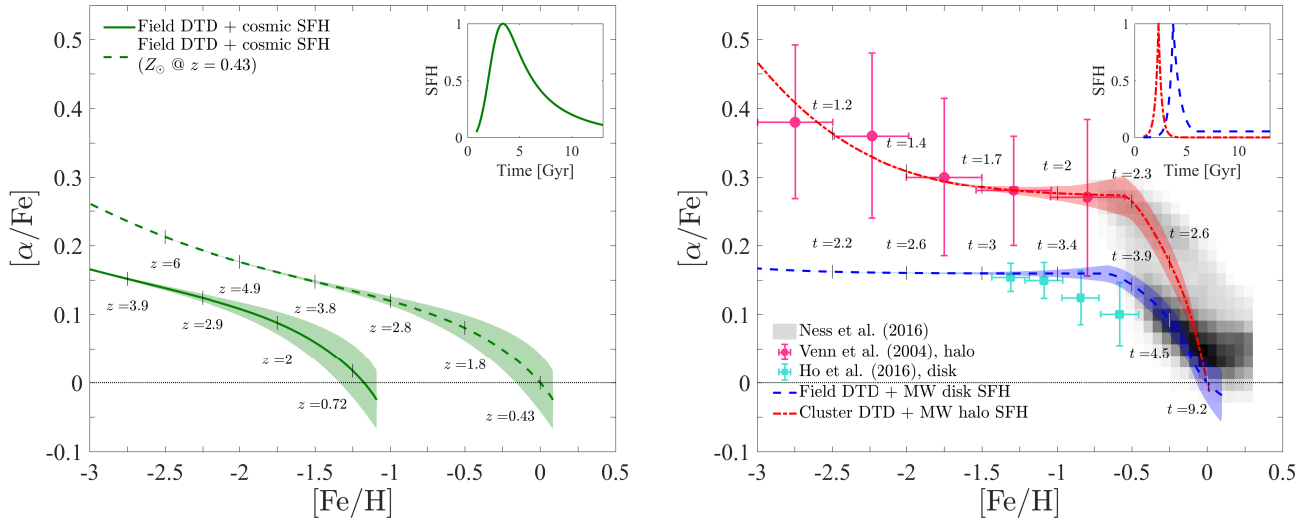 Field DTD + cosmic SFH
Field DTD + cosmic SFH
(Z⊙ @ z = 0.43)
SFH
1
0.5
0
0 5 10
Time [Gyr]
[α/Fe]
0.5
0.4
0.3
0.2
0.1
0
-0.1
z=6
z=4.9
z=3.8
z=2.8
z=1.8
z=0.43
z=3.9
z=2.9
z=2
z=0.72
-3 -2.5 -2 -1.5 -1 -0.5 0 0.5
[Fe/H]
SFH
1
0.5
0
0 5 10
Time [Gyr]
[α/Fe]
0.5
0.4
0.3
0.2
0.1
0
-0.1
t=1.2
t=1.4
t=1.7
t=2
t=2.3
t=2.6
t=2.2
t=2.6
t=3
t=3.4
t=3.9
t=4.5
t=9.2
Ness et al. (2016)
Venn et al. (2004), halo
Ho et al. (2016), disk
Field DTD + MW disk SFH
Cluster DTD + MW halo SFH
-3 -2.5 -2 -1.5 -1 -0.5 0 0.5
[Fe/H]